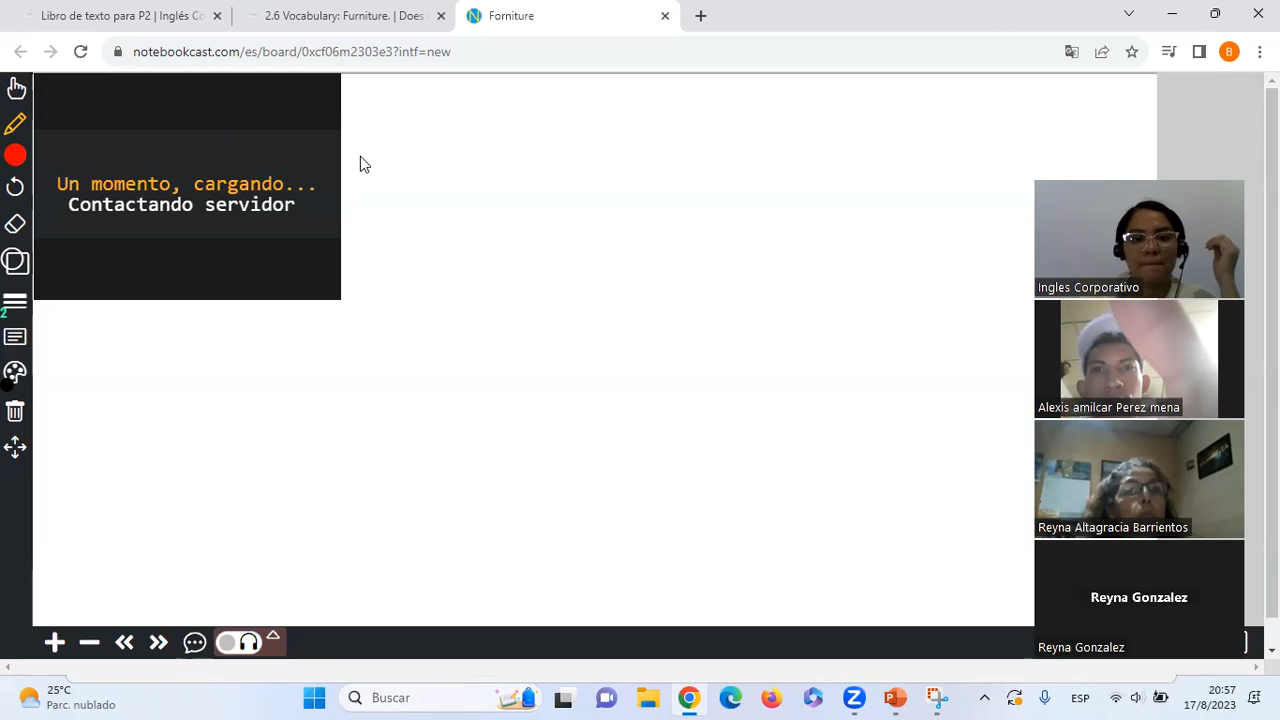 Libro de texto para P2 | Inglés Co
2.6 Vocabulary: Furniture. | Does
Forniture
notebookcast.com/es/board/0xcf06m2303e3?intf=new
B
Un momento, cargando...
Contactando servidor
2
Ingles Corporativo
Alexis amilcar Perez mena
Reyna Altagracia Barrientos
Reyna Gonzalez
Reyna Gonzalez
25°C
Parc. nublado
Buscar
ESP
20:57
17/8/2023